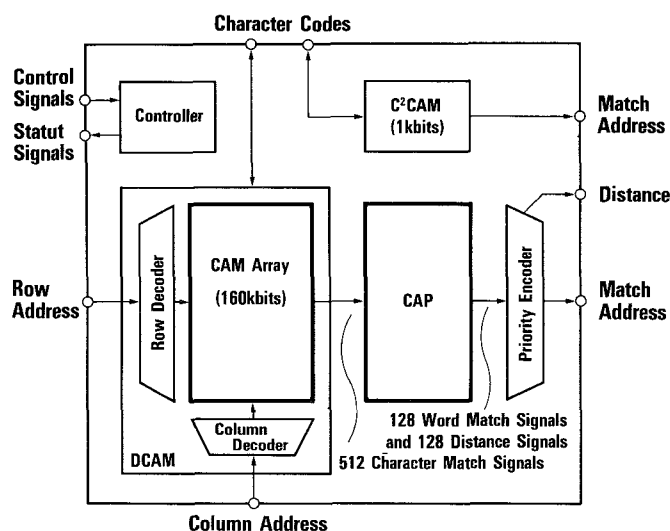 Character Codes
Control
Signals
Statut
Signals
Controller
C²CAM
(1kbits)
Match
Address
Distance
Row
Address
Row Decoder
CAM Array
(160kbits)
CAP
Priority Encoder
Match
Address
Column
Decoder
DCAM
128 Word Match Signals
and 128 Distance Signals
512 Character Match Signals
Column Address